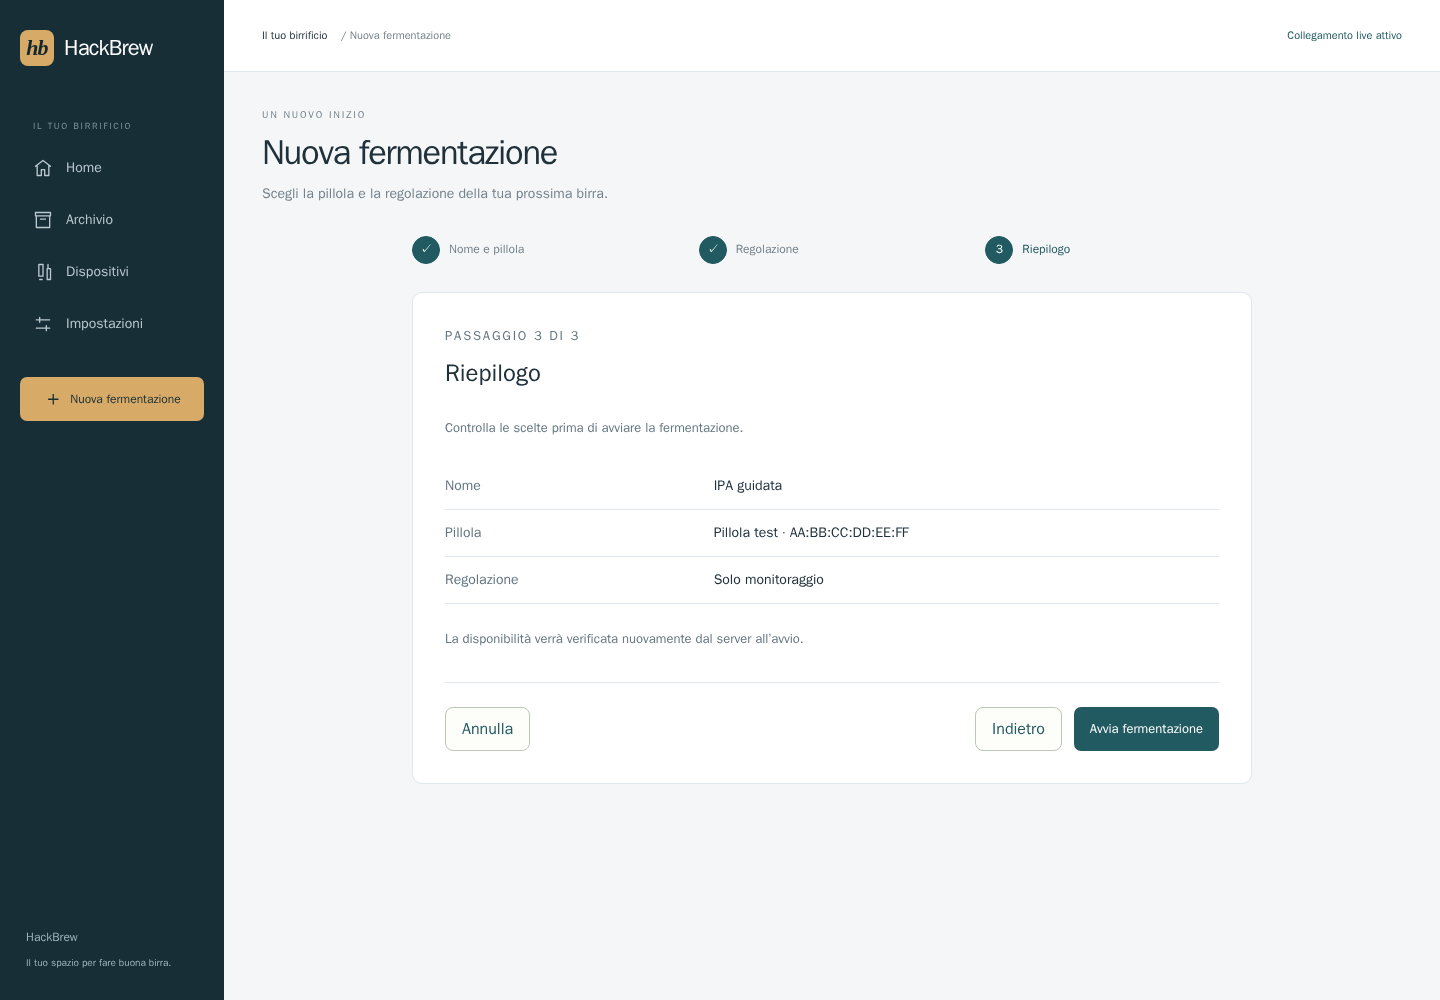 hb HackBrew
IL TUO BIRRIFICIO
Home
Archivio
Dispositivi
Impostazioni
+ Nuova fermentazione
HackBrew
Il tuo spazio per fare buona birra.
Il tuo birrificio / Nuova fermentazione
Collegamento live attivo
UN NUOVO INIZIO
Nuova fermentazione
Scegli la pillola e la regolazione della tua prossima birra.
✓ Nome e pillola
✓ Regolazione
3 Riepilogo
PASSAGGIO 3 DI 3
Riepilogo
Controlla le scelte prima di avviare la fermentazione.
Nome IPA guidata
Pillola Pillola test · AA:BB:CC:DD:EE:FF
Regolazione Solo monitoraggio
La disponibilità verrà verificata nuovamente dal server all’avvio.
Annulla
Indietro
Avvia fermentazione